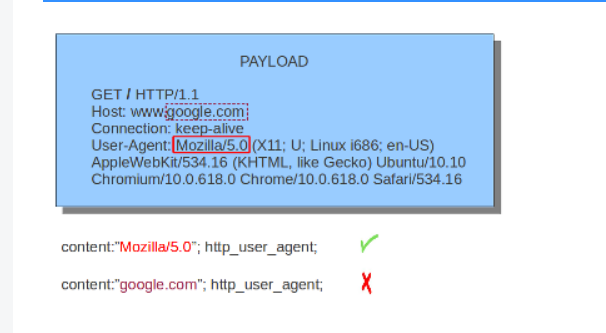 PAYLOAD
GET / HTTP/1.1
Host: www.google.com
Connection: keep-alive
User-Agent: Mozilla/5.0 (X11; U; Linux i686; en-US)
AppleWebKit/534.16 (KHTML, like Gecko) Ubuntu/10.10
Chromium/10.0.618.0 Chrome/10.0.618.0 Safari/534.16
content:"Mozilla/5.0"; http_user_agent;
content:"google.com"; http_user_agent;